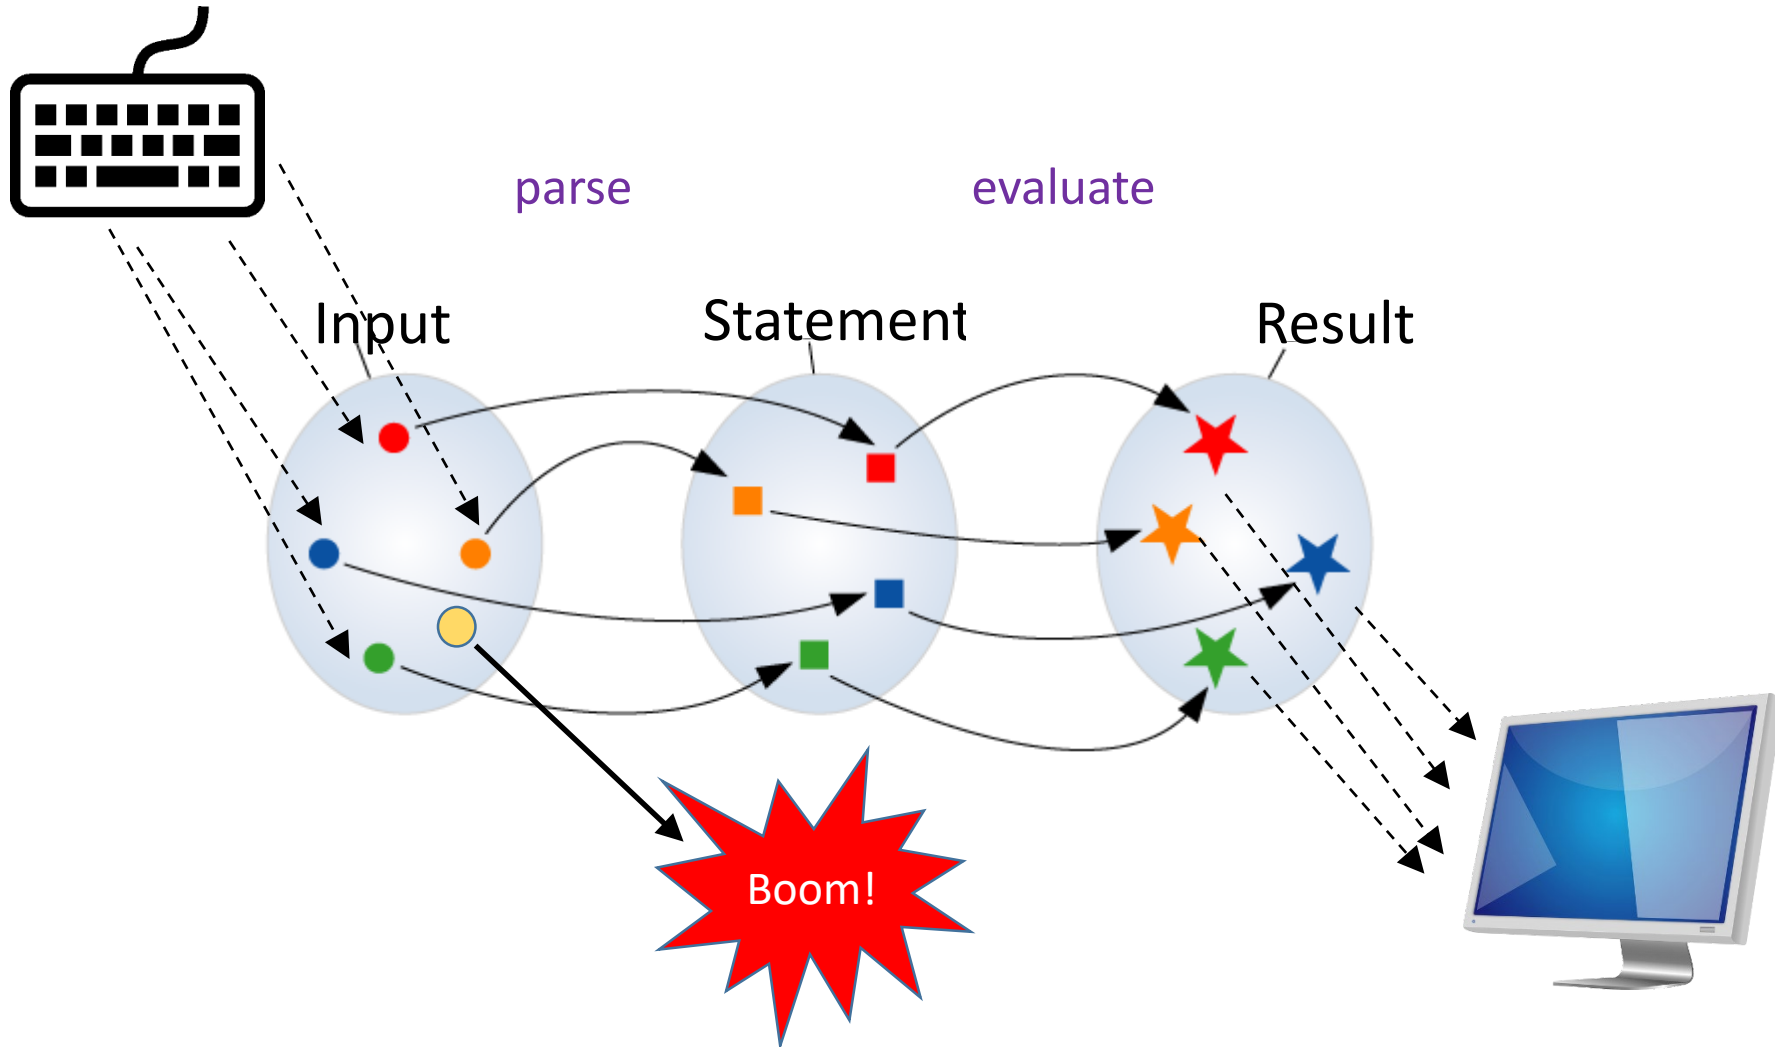 parse
evaluate
Input
Statement
Result
Boom!